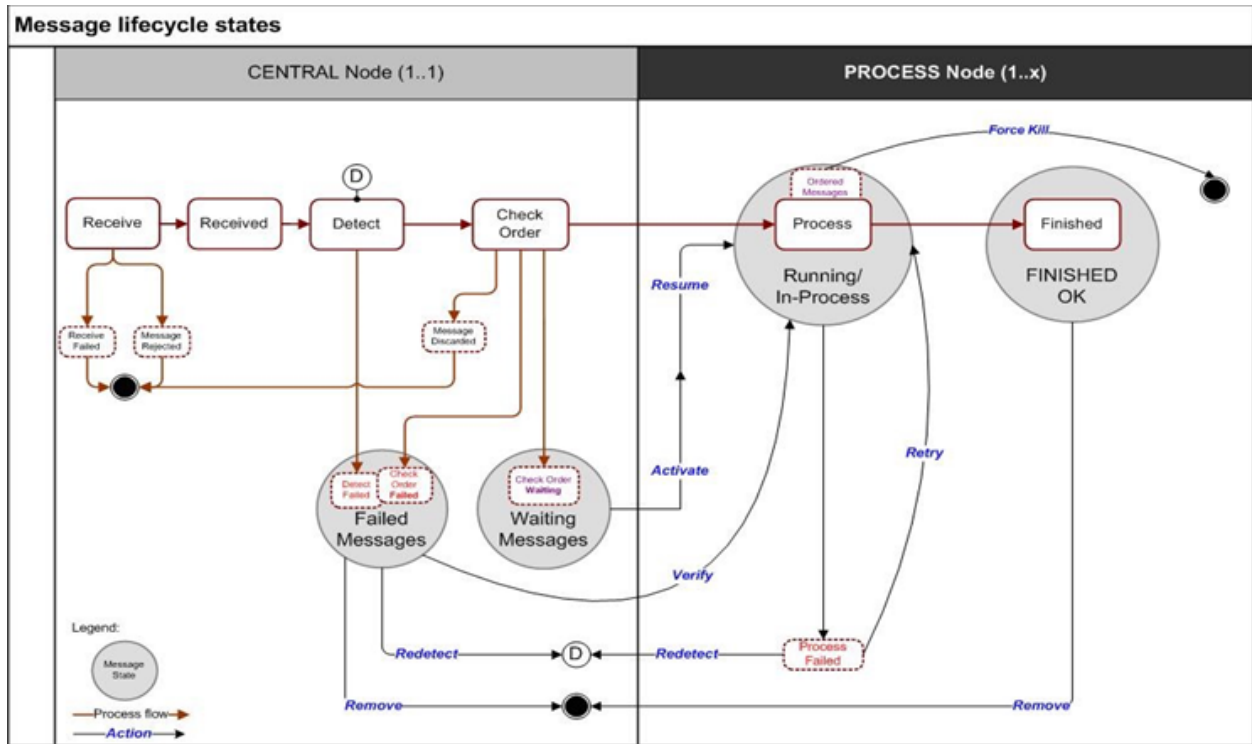 Message lifecycle states
CENTRAL Node (1..1)
PROCESS Node (1..x)
Force Kill
D
Ordered
Messages
Receive
Received
Detect
Check
Order
Process
Finished
Running/
In-Process
FINISHED
OK
Resume
Receive
Failed
Message
Rejected
Message
Discarded
Activate
Retry
Detect
Failed
Check
Order
Failed
Check Order
Waiting
Failed
Messages
Waiting
Messages
Verify
Legend:
Message
State
Redetect
D
Redetect
Process
Failed
Remove
Remove
Process flow
Action